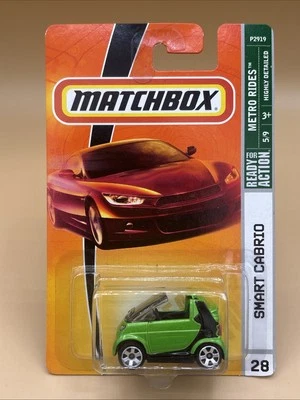 MATCHBOX
P2919
METRO RIDES™
HIGHLY DETAILED
5/9
3+
READY FOR
ACTION
SMART CABRIO
28